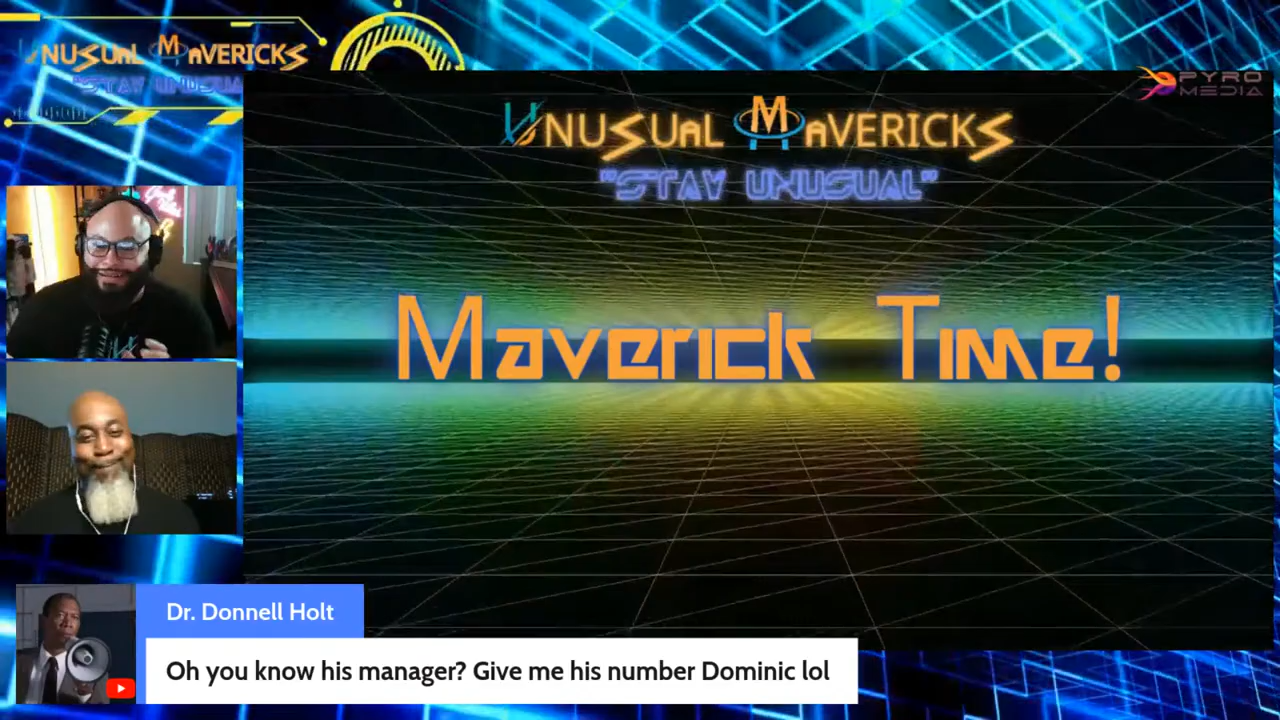 UNUSUAL MAVERICKS
"STAY UNUSUA
PYRO
MEDIA
UNUSUAL MAVERICKS
"STAY UNUSUAL"
Maverick Time!
Dr. Donnell Holt
Oh you know his manager? Give me his number Dominic lol